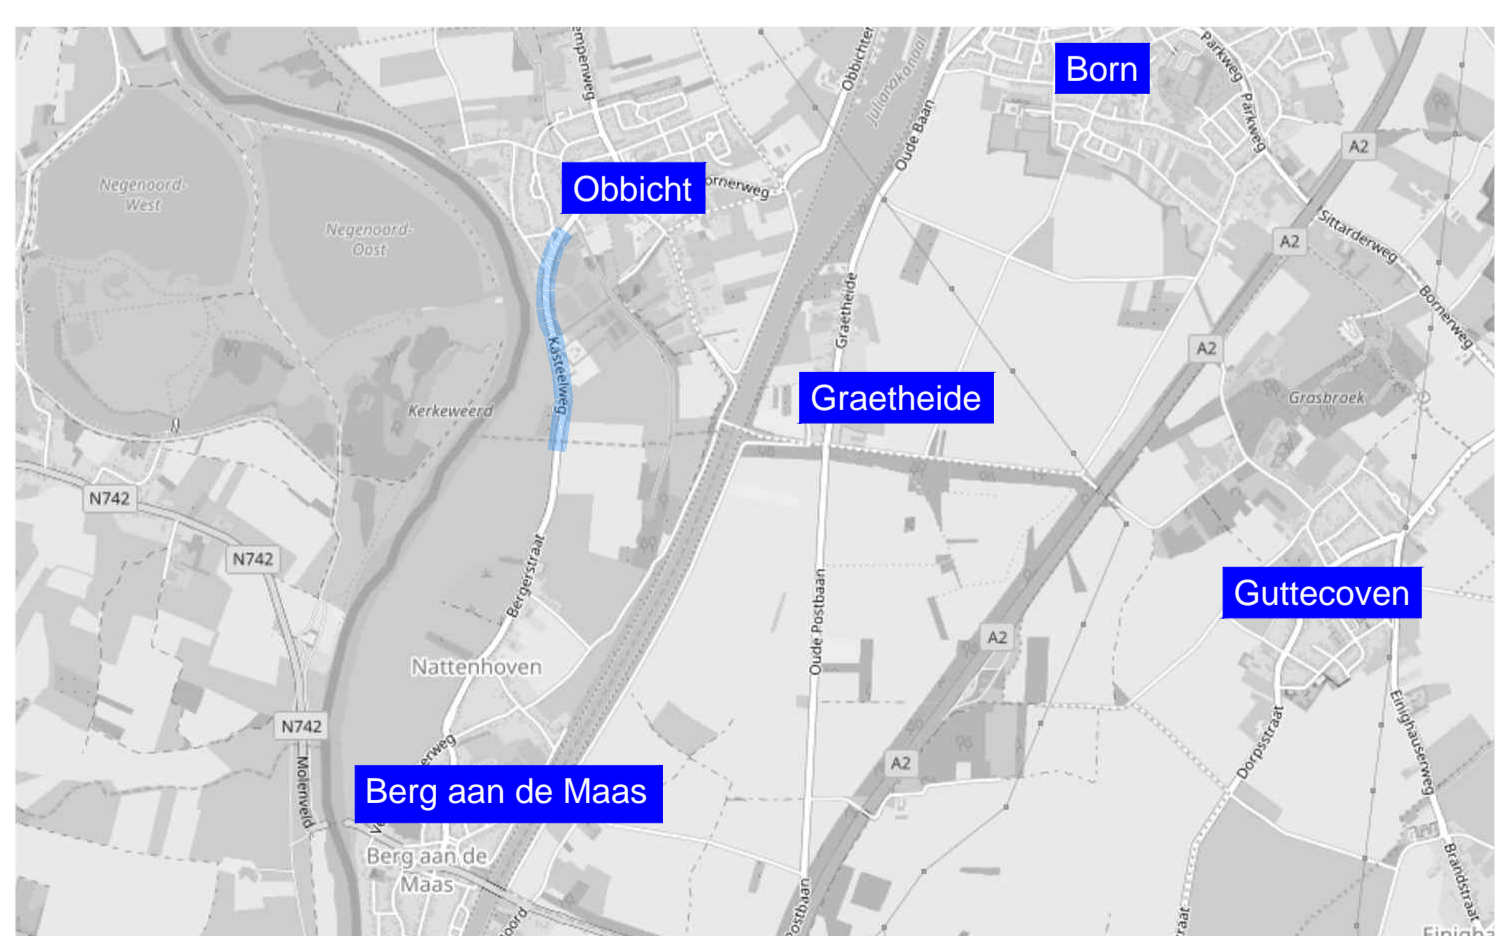 Obbichter
Julianakanaal
Born
Parkweg
Parkweg
Oude Baan
A2
Negenoord-
West
Obbicht
Negenoord-
Oost
A2
Sittarderweg
Bornerweg
Graetheide
A2
Kasteelweg
Graetheide
Grasbroek
Kerkeweerd
N742
N742
Bergerstraat
Oude Postbaan
Guttecoven
A2
Nattenhoven
N742
Molenveld
Dorpsstraat
Einighauserweg
A2
Berg aan de Maas
Berg aan de
Maas
Brandstraat